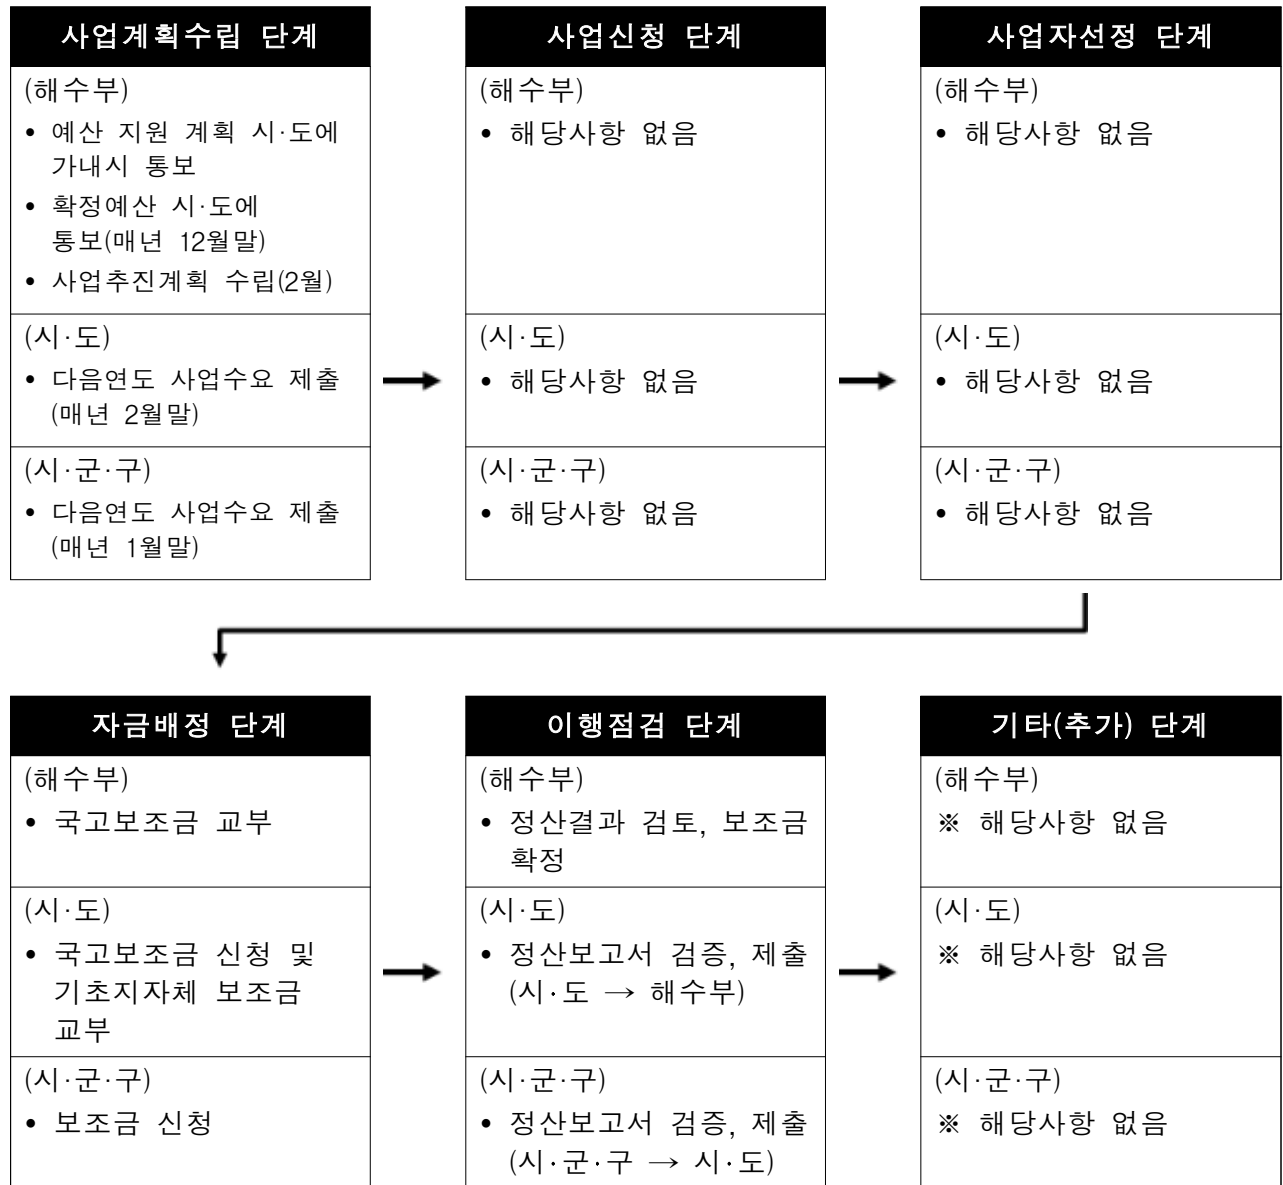 사업계획수립 단계
(해수부)
• 예산 지원 계획 시·도에
가내시 통보
• 확정예산 시·도에
통보(매년 12월말)
• 사업추진계획 수립(2월)
(시·도)
• 다음연도 사업수요 제출
(매년 2월말)
(시·군·구)
• 다음연도 사업수요 제출
(매년 1월말)
사업신청 단계
(해수부)
• 해당사항 없음
(시·도)
• 해당사항 없음
(시·군·구)
• 해당사항 없음
사업자선정 단계
(해수부)
• 해당사항 없음
(시·도)
• 해당사항 없음
(시·군·구)
• 해당사항 없음
자금배정 단계
(해수부)
• 국고보조금 교부
(시·도)
• 국고보조금 신청 및
기초지자체 보조금
교부
(시·군·구)
• 보조금 신청
이행점검 단계
(해수부)
• 정산결과 검토, 보조금
확정
(시·도)
• 정산보고서 검증, 제출
(시·도 → 해수부)
(시·군·구)
• 정산보고서 검증, 제출
(시·군·구 → 시·도)
기타(추가) 단계
(해수부)
※ 해당사항 없음
(시·도)
※ 해당사항 없음
(시·군·구)
※ 해당사항 없음